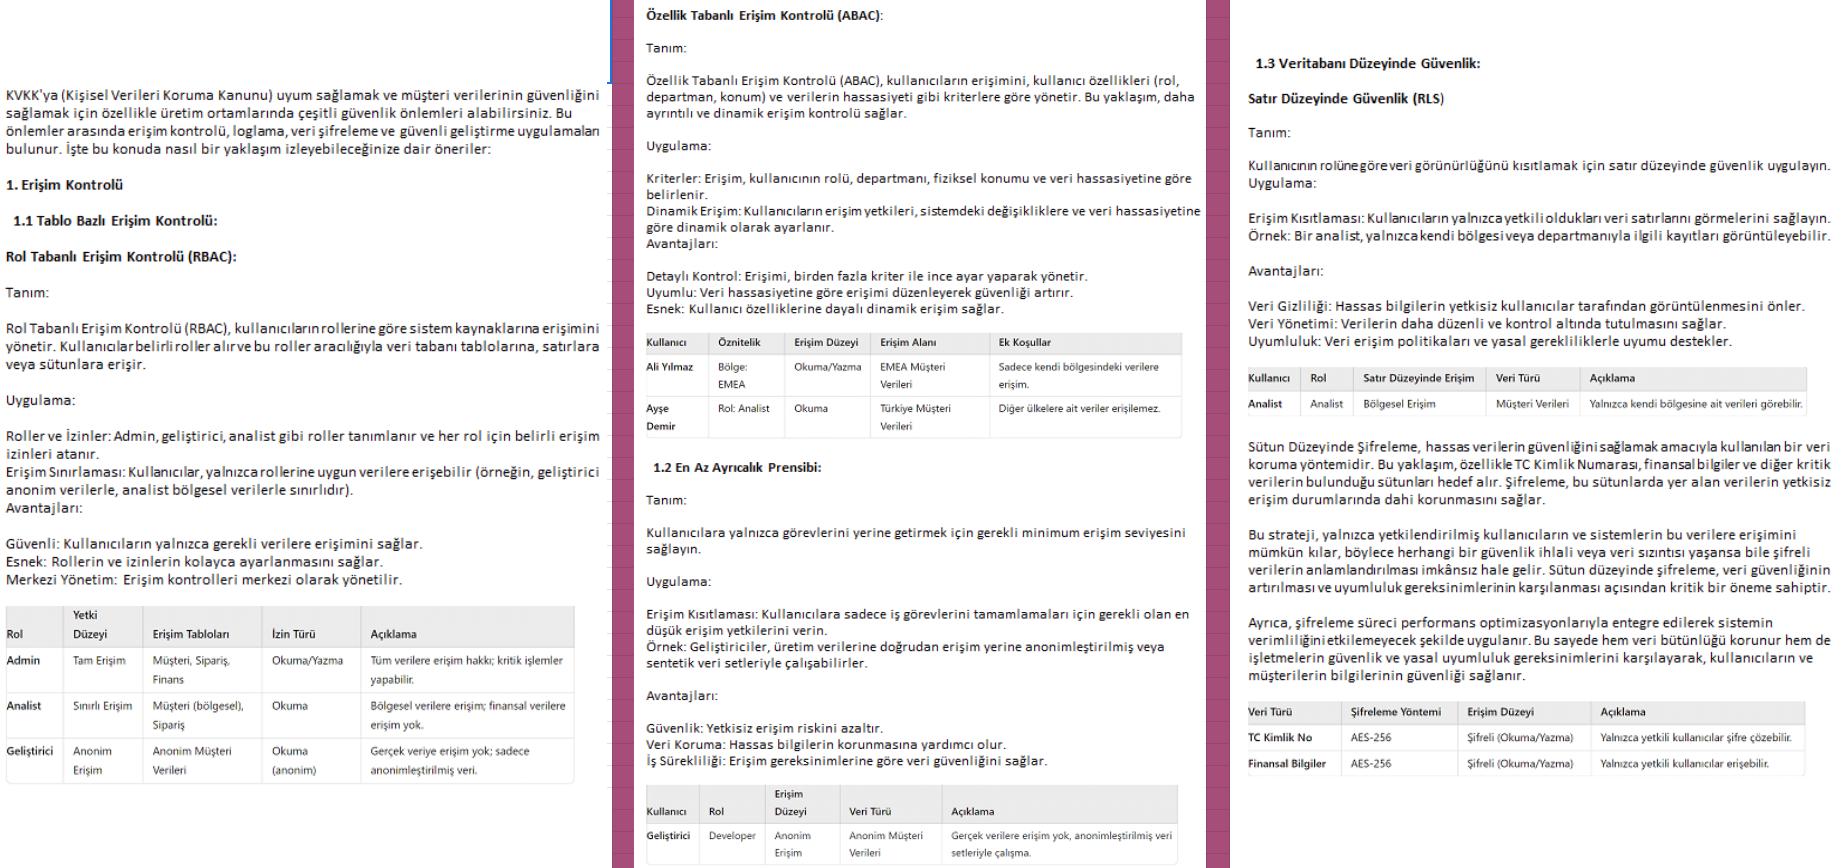 KVKK'ya (Kişisel Verileri Koruma Kanunu) uyum sağlamak ve müşteri verilerinin güvenliğini
sağlamak için özellikle üretim ortamlarında çeşitli güvenlik önlemleri alabilirsiniz. Bu
önlemler arasında erişim kontrolü, loglama, veri şifreleme ve güvenli geliştirme uygulamaları
bulunur. İşte bu konuda nasıl bir yaklaşım izleyebileceğinize dair öneriler:
1. Erişim Kontrolü
1.1 Tablo Bazlı Erişim Kontrolü:
Rol Tabanlı Erişim Kontrolü (RBAC):
Tanım:
Rol Tabanlı Erişim Kontrolü (RBAC), kullanıcıların rollerine göre sistem kaynaklarına erişimini
yönetir. Kullanıcılar belirli roller alır ve bu roller aracılığıyla veri tabanı tablolarına, satırlara
veya sütunlara erişir.
Uygulama:
Roller ve İzinler: Admin, geliştirici, analist gibi roller tanımlanır ve her rol için belirli erişim
izinleri atanır.
Erişim Sınırlaması: Kullanıcılar, yalnızca rollerine uygun verilere erişebilir (örneğin, geliştirici
anonim verilerle, analist bölgesel verilerle sınırlıdır).
Avantajları:
Güvenli: Kullanıcıların yalnızca gerekli verilere erişimini sağlar.
Esnek: Rollerin ve izinlerin kolayca ayarlanmasını sağlar.
Merkezi Yönetim: Erişim kontrolleri merkezi olarak yönetilir.
Rol Yetki Düzeyi Erişim Tabloları İzin Türü Açıklama
Admin Tam Erişim Müşteri, Sipariş, Finans Okuma/Yazma Tüm verilere erişim hakkı; kritik işlemler yapabilir.
Analist Sınırlı Erişim Müşteri (bölgesel), Sipariş Okuma Bölgesel verilere erişim; finansal verilere erişim yok.
Geliştirici Anonim Erişim Anonim Müşteri Verileri Okuma (anonim) Gerçek veriye erişim yok; sadece anonimleştirilmiş veri.
Özellik Tabanlı Erişim Kontrolü (ABAC):
Tanım:
Özellik Tabanlı Erişim Kontrolü (ABAC), kullanıcıların erişimini, kullanıcı özellikleri (rol,
departman, konum) ve verilerin hassasiyeti gibi kriterlere göre yönetir. Bu yaklaşım, daha
ayrıntılı ve dinamik erişim kontrolü sağlar.
Uygulama:
Kriterler: Erişim, kullanıcının rolü, departmanı, fiziksel konumu ve veri hassasiyetine göre
belirlenir.
Dinamik Erişim: Kullanıcıların erişim yetkileri, sistemdeki değişikliklere ve veri hassasiyetine
göre dinamik olarak ayarlanır.
Avantajları:
Detaylı Kontrol: Erişimi, birden fazla kriter ile ince ayar yaparak yönetir.
Uyumlu: Veri hassasiyetine göre erişimi düzenleyerek güvenliği artırır.
Esnek: Kullanıcı özelliklerine dayalı dinamik erişim sağlar.
Kullanıcı Öznitelik Erişim Düzeyi Erişim Alanı Ek Koşullar
Ali Yılmaz Bölge: EMEA Okuma/Yazma EMEA Müşteri Verileri Sadece kendi bölgesindeki verilere erişim.
Ayşe Demir Rol: Analist Okuma Türkiye Müşteri Verileri Diğer ülkelere ait veriler erişilemez.
1.2 En Az Ayrıcalık Prensibi:
Tanım:
Kullanıcılara yalnızca görevlerini yerine getirmek için gerekli minimum erişim seviyesini
sağlayın.
Uygulama:
Erişim Kısıtlaması: Kullanıcılara sadece iş görevlerini tamamlamaları için gerekli olan en
düşük erişim yetkilerini verin.
Örnek: Geliştiriciler, üretim verilerine doğrudan erişim yerine anonimleştirilmiş veya
sentetik veri setleriyle çalışabilirler.
Avantajları:
Güvenlik: Yetkisiz erişim riskini azaltır.
Veri Koruma: Hassas bilgilerin korunmasına yardımcı olur.
İş Sürekliliği: Erişim gereksinimlerine göre veri güvenliğini sağlar.
Kullanıcı Rol Erişim Düzeyi Veri Türü Açıklama
Geliştirici Developer Anonim Erişim Anonim Müşteri Verileri Gerçek verilere erişim yok, anonimleştirilmiş veri setleriyle çalışma.
1.3 Veritabanı Düzeyinde Güvenlik:
Satır Düzeyinde Güvenlik (RLS)
Tanım:
Kullanıcının rolüne göre veri görünürlüğünü kısıtlamak için satır düzeyinde güvenlik uygulayın.
Uygulama:
Erişim Kısıtlaması: Kullanıcıların yalnızca yetkili oldukları veri satırlarını görmelerini sağlayın.
Örnek: Bir analist, yalnızca kendi bölgesi veya departmanıyla ilgili kayıtları görüntüleyebilir.
Avantajları:
Veri Gizliliği: Hassas bilgilerin yetkisiz kullanıcılar tarafından görüntülenmesini önler.
Veri Yönetimi: Verilerin daha düzenli ve kontrol altında tutulmasını sağlar.
Uyumluluk: Veri erişim politikaları ve yasal gerekliliklerle uyumu destekler.
Kullanıcı Rol Satır Düzeyinde Erişim Veri Türü Açıklama
Analist Analist Bölgesel Erişim Müşteri Verileri Yalnızca kendi bölgesine ait verileri görebilir.
Sütun Düzeyinde Şifreleme, hassas verilerin güvenliğini sağlamak amacıyla kullanılan bir veri
koruma yöntemidir. Bu yaklaşım, özellikle TC Kimlik Numarası, finansal bilgiler ve diğer kritik
verilerin bulunduğu sütunları hedef alır. Şifreleme, bu sütunlarda yer alan verilerin yetkisiz
erişim durumlarında dahi korunmasını sağlar.
Bu strateji, yalnızca yetkilendirilmiş kullanıcıların ve sistemlerin bu verilere erişimini
mümkün kılar, böylece herhangi bir güvenlik ihlali veya veri sızıntısı yaşansa bile şifreli
verilerin anlamlandırılması imkânsız hale gelir. Sütun düzeyinde şifreleme, veri güvenliğinin
artırılması ve uyumluluk gereksinimlerinin karşılanması açısından kritik bir öneme sahiptir.
Ayrıca, şifreleme süreci performans optimizasyonlarıyla entegre edilerek sistemin
verimliliğini etkilemeyecek şekilde uygulanır. Bu sayede hem veri bütünlüğü korunur hem de
işletmelerin güvenlik ve yasal uyumluluk gereksinimlerini karşılayarak, kullanıcıların ve
müşterilerin bilgilerinin güvenliği sağlanır.
Veri Türü Şifreleme Yöntemi Erişim Düzeyi Açıklama
TC Kimlik No AES-256 Şifreli (Okuma/Yazma) Yalnızca yetkili kullanıcılar şifre çözebilir.
Finansal Bilgiler AES-256 Şifreli (Okuma/Yazma) Yalnızca yetkili kullanıcılar erişebilir.